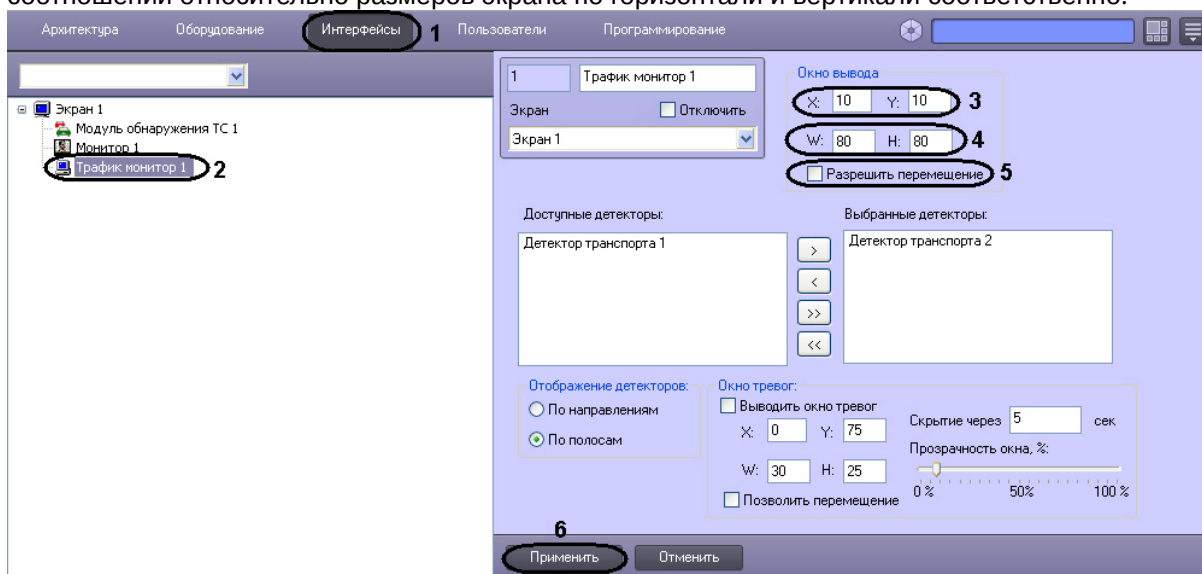 соотношении относительно размеров экрана по горизонтали и вертикали соответственно.
Архитектура Оборудование Интерфейсы 1 Пользователи Программирование
Экран 1
Модуль обнаружения ТС 1
Монитор 1
Трафик монитор 1 2
1 Трафик монитор 1
Экран Отключить
Экран 1
Окно вывода
X: 10 Y: 10 3
W: 80 H: 80 4
Разрешить перемещение 5
Доступные детекторы: Выбранные детекторы:
Детектор транспорта 1 > Детектор транспорта 2
<
>>
<<
Отображение детекторов:
По направлениям
По полосам
Окно тревог:
Выводить окно тревог
X: 0 Y: 75
W: 30 H: 25
Позволить перемещение
Скрытие через 5 сек
Прозрачность окна, %:
0 % 50% 100 %
6
Применить Отменить